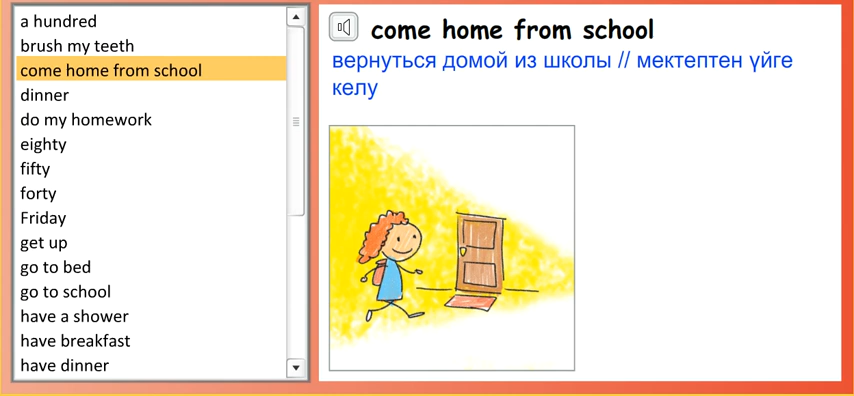 a hundred
brush my teeth
come home from school
dinner
do my homework
eighty
fifty
forty
Friday
get up
go to bed
go to school
have a shower
have breakfast
have dinner
come home from school
вернуться домой из школы // мектептен үйге
келу